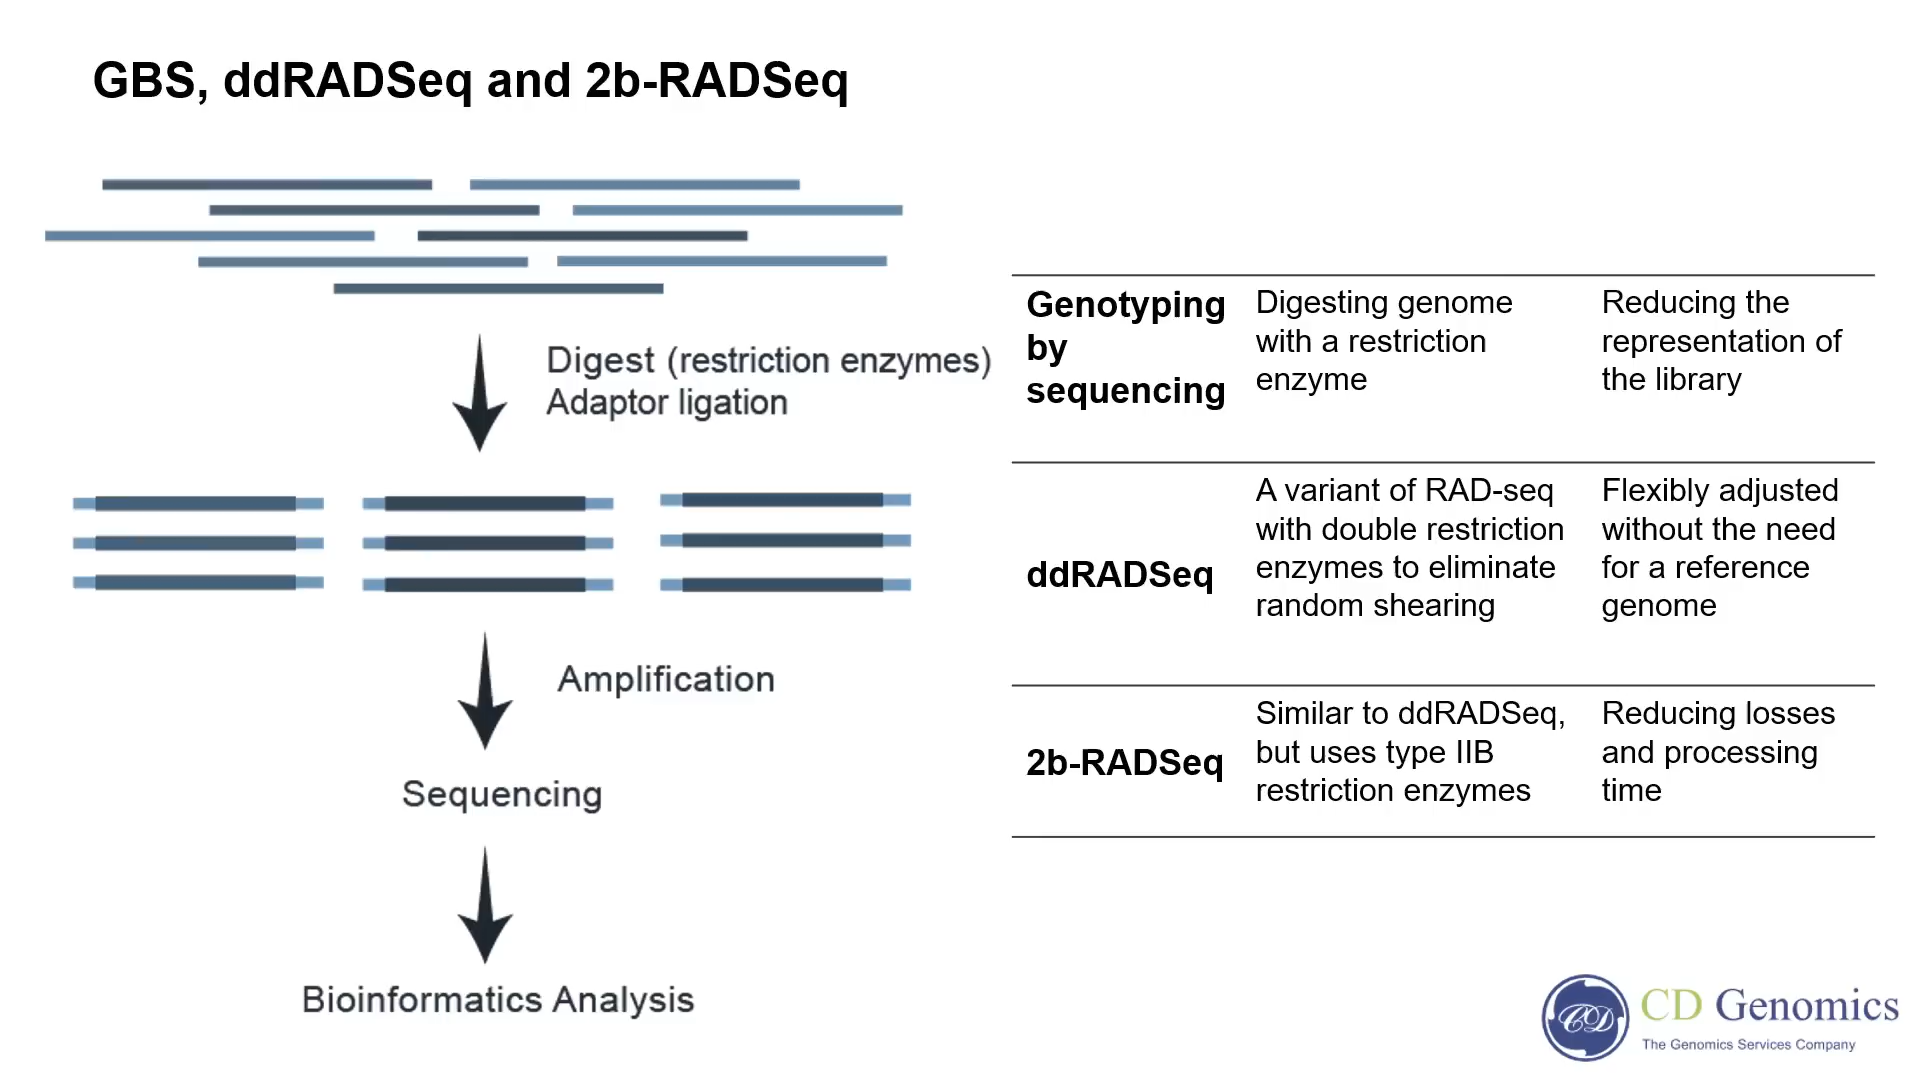 GBS, ddRADSeq and 2b-RADSeq
Digest (restriction enzymes)
Adaptor ligation
Amplification
Sequencing
Bioinformatics Analysis
Genotyping
by
sequencing
Digesting genome
with a restriction
enzyme
Reducing the
representation of
the library
ddRADSeq
A variant of RAD-seq
with double restriction
enzymes to eliminate
random shearing
Flexibly adjusted
without the need
for a reference
genome
2b-RADSeq
Similar to ddRADSeq,
but uses type IIB
restriction enzymes
Reducing losses
and processing
time
CD
CD Genomics
The Genomics Services Company